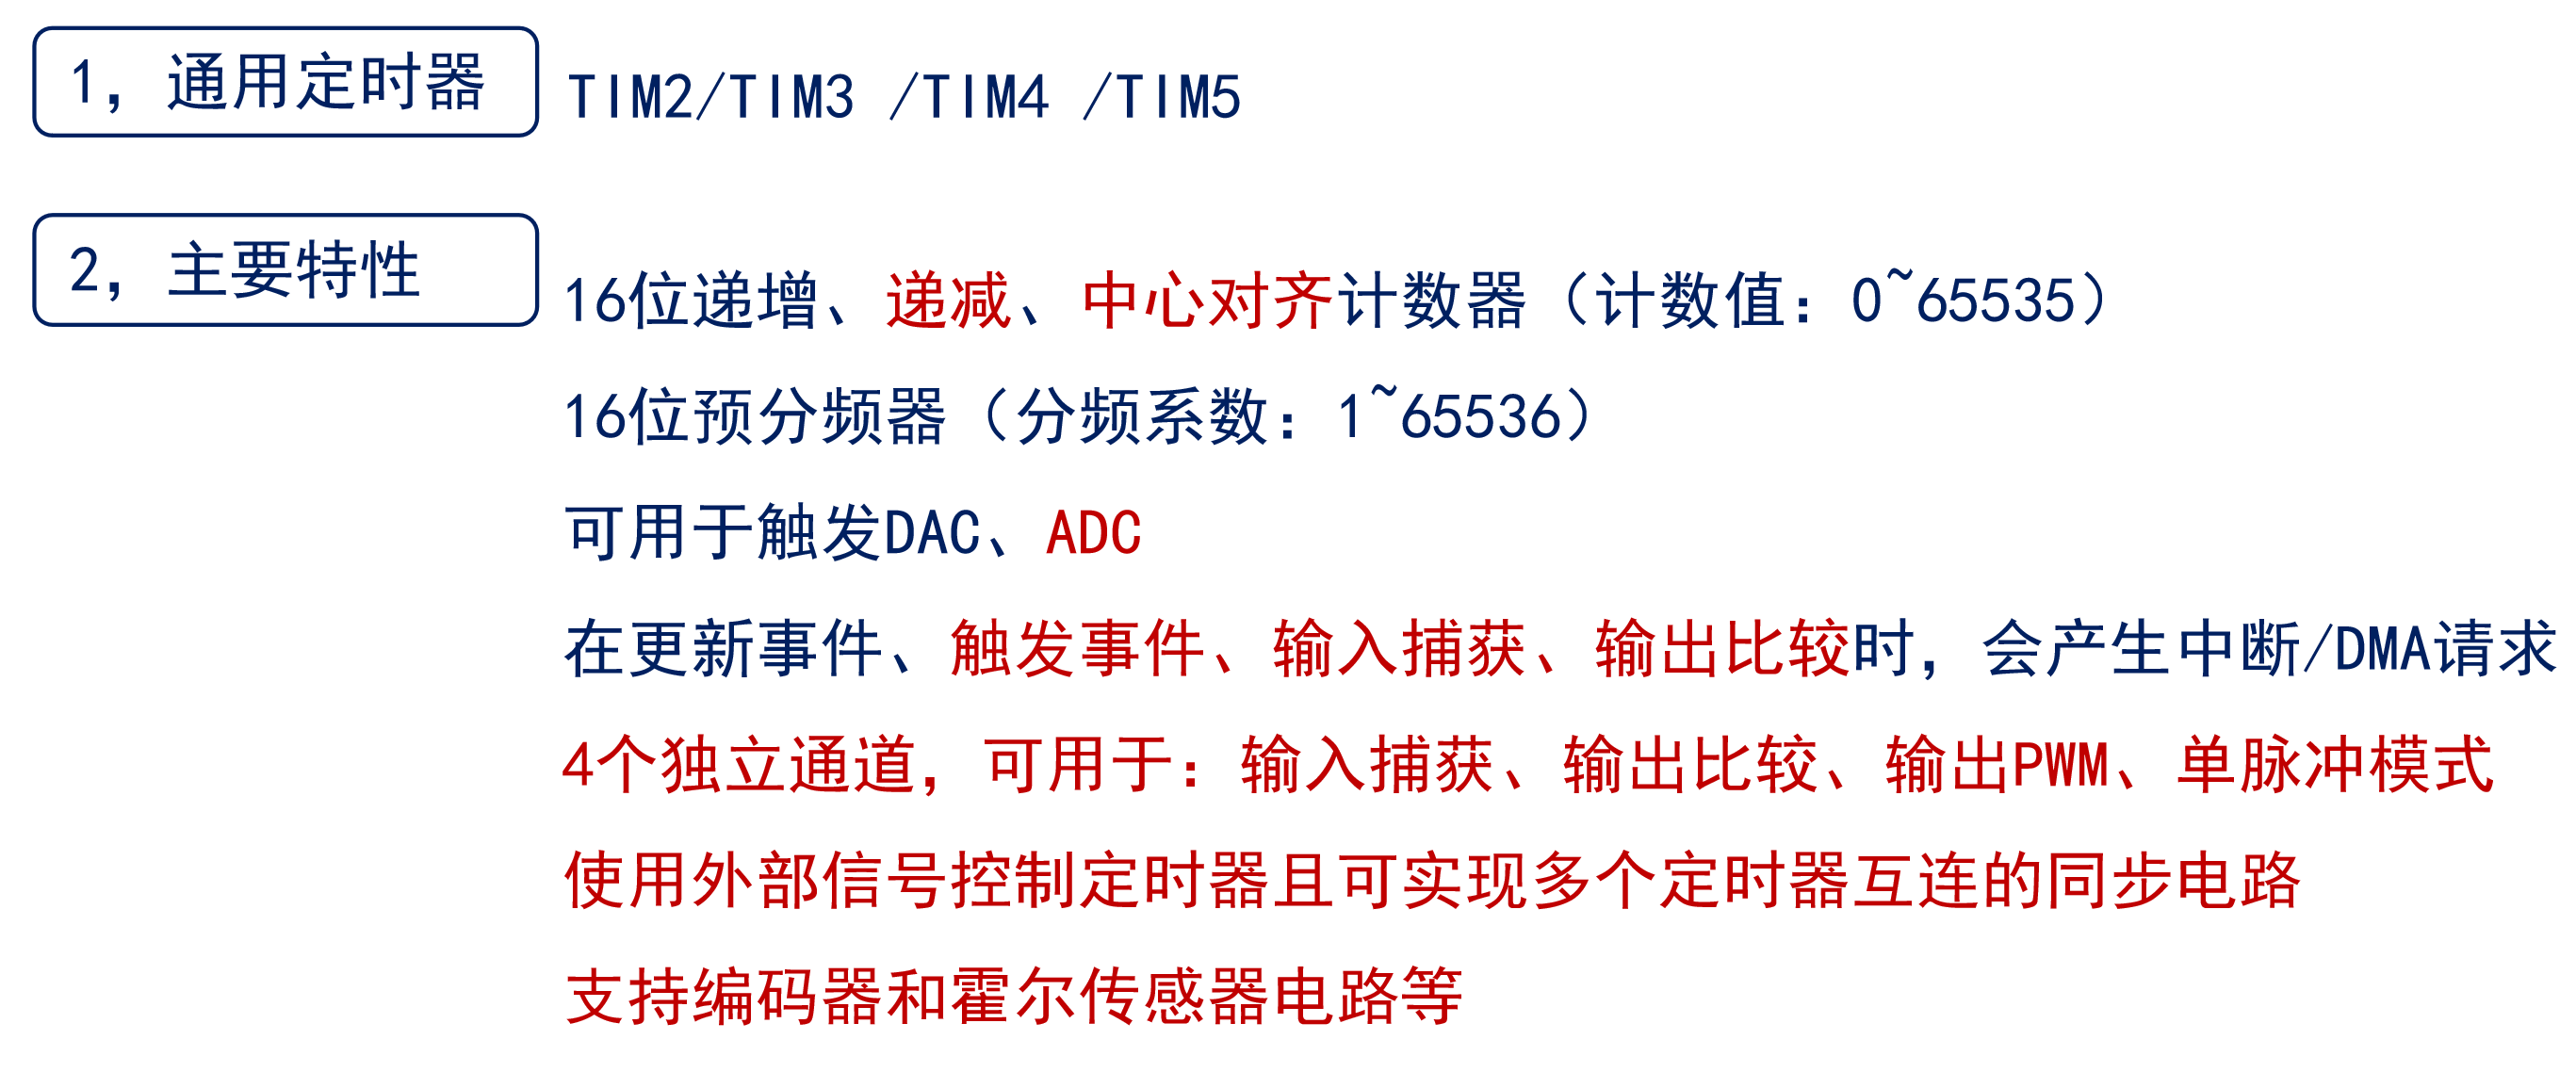 1，通用定时器
TIM2/TIM3 /TIM4 /TIM5
2，主要特性
16位递增、递减、中心对齐计数器（计数值：0~65535）
16位预分频器（分频系数：1~65536）
可用于触发DAC、ADC
在更新事件、触发事件、输入捕获、输出比较时，会产生中断/DMA请求
4个独立通道，可用于：输入捕获、输出比较、输出PWM、单脉冲模式
使用外部信号控制定时器且可实现多个定时器互连的同步电路
支持编码器和霍尔传感器电路等